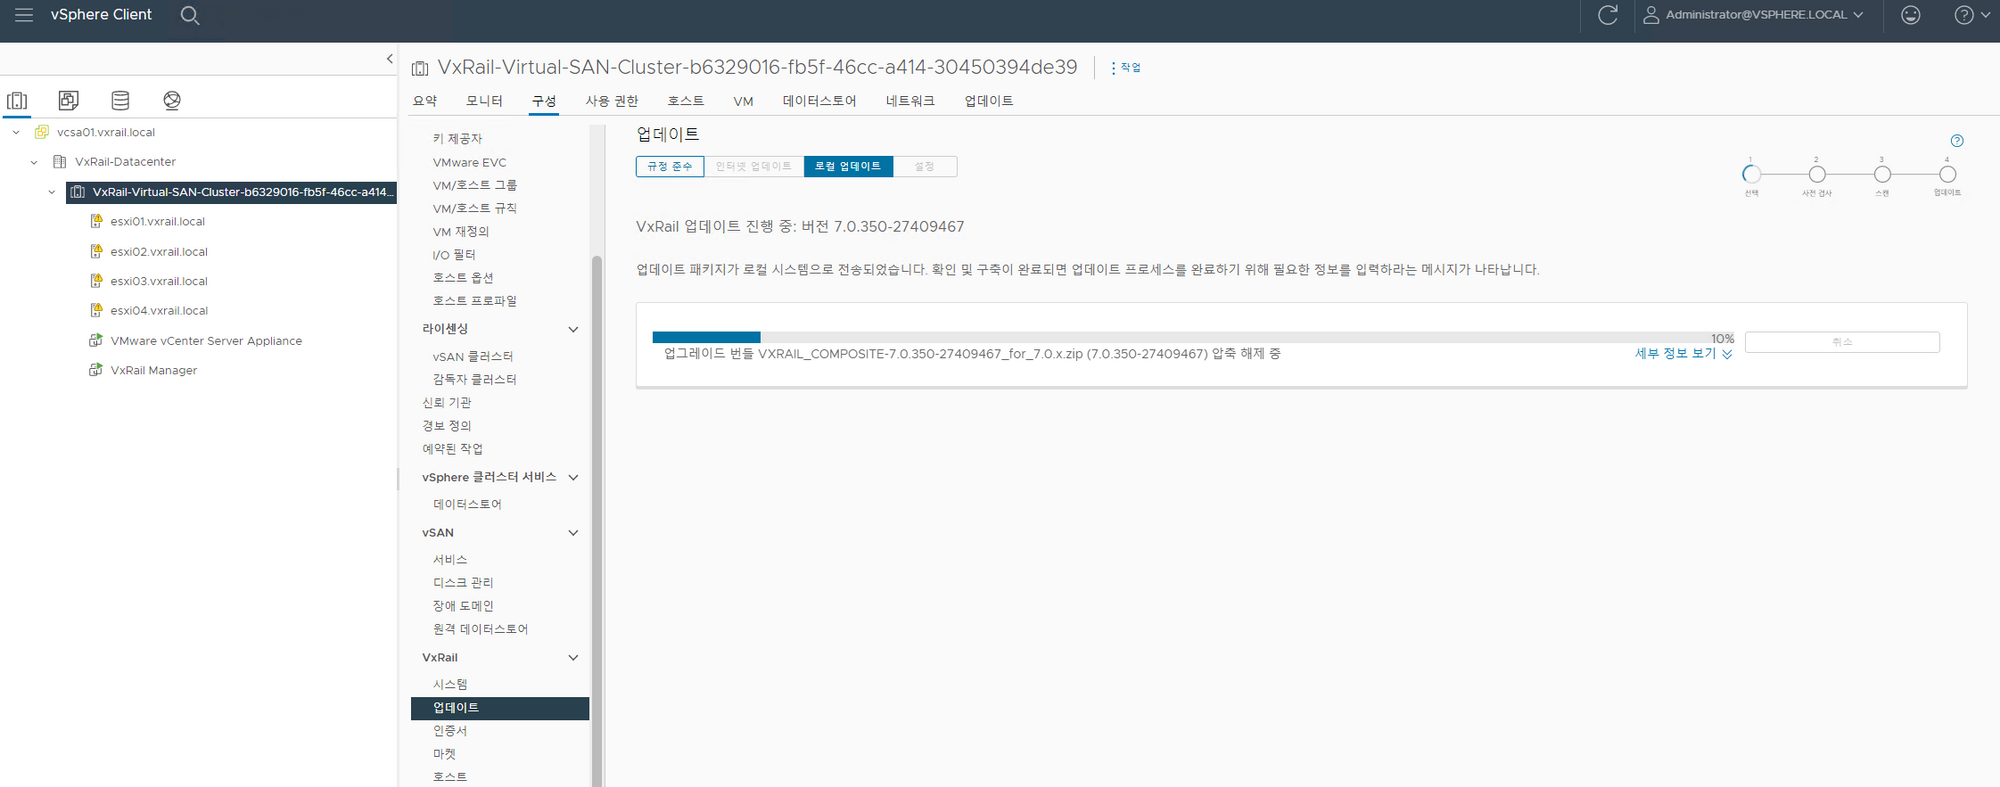 vSphere Client
Administrator@VSPHERE.LOCAL
vcsa01.vxrail.local
VxRail-Datacenter
VxRail-Virtual-SAN-Cluster-b6329016-fb5f-46cc-a414...
esxi01.vxrail.local
esxi02.vxrail.local
esxi03.vxrail.local
esxi04.vxrail.local
VMware vCenter Server Appliance
VxRail Manager
VxRail-Virtual-SAN-Cluster-b6329016-fb5f-46cc-a414-30450394de39
작업
요약 모니터 구성 사용 권한 호스트 VM 데이터스토어 네트워크 업데이트
키 제공자
VMware EVC
VM/호스트 그룹
VM/호스트 규칙
VM 재정의
I/O 필터
호스트 옵션
호스트 프로파일
라이센싱
vSAN 클러스터
감독자 클러스터
신뢰 기관
경보 정의
예약된 작업
vSphere 클러스터 서비스
데이터스토어
vSAN
서비스
디스크 관리
장애 도메인
원격 데이터스토어
VxRail
시스템
업데이트
인증서
마켓
호스트
업데이트
규정 준수 인터넷 업데이트 로컬 업데이트 설정
1 2 3 4
선택 사전 검사 스캔 업데이트
VxRail 업데이트 진행 중: 버전 7.0.350-27409467
업데이트 패키지가 로컬 시스템으로 전송되었습니다. 확인 및 구축이 완료되면 업데이트 프로세스를 완료하기 위해 필요한 정보를 입력하라는 메시지가 나타납니다.
10%
취소
업그레이드 번들 VXRAIL_COMPOSITE-7.0.350-27409467_for_7.0.x.zip (7.0.350-27409467) 압축 해제 중
세부 정보 보기